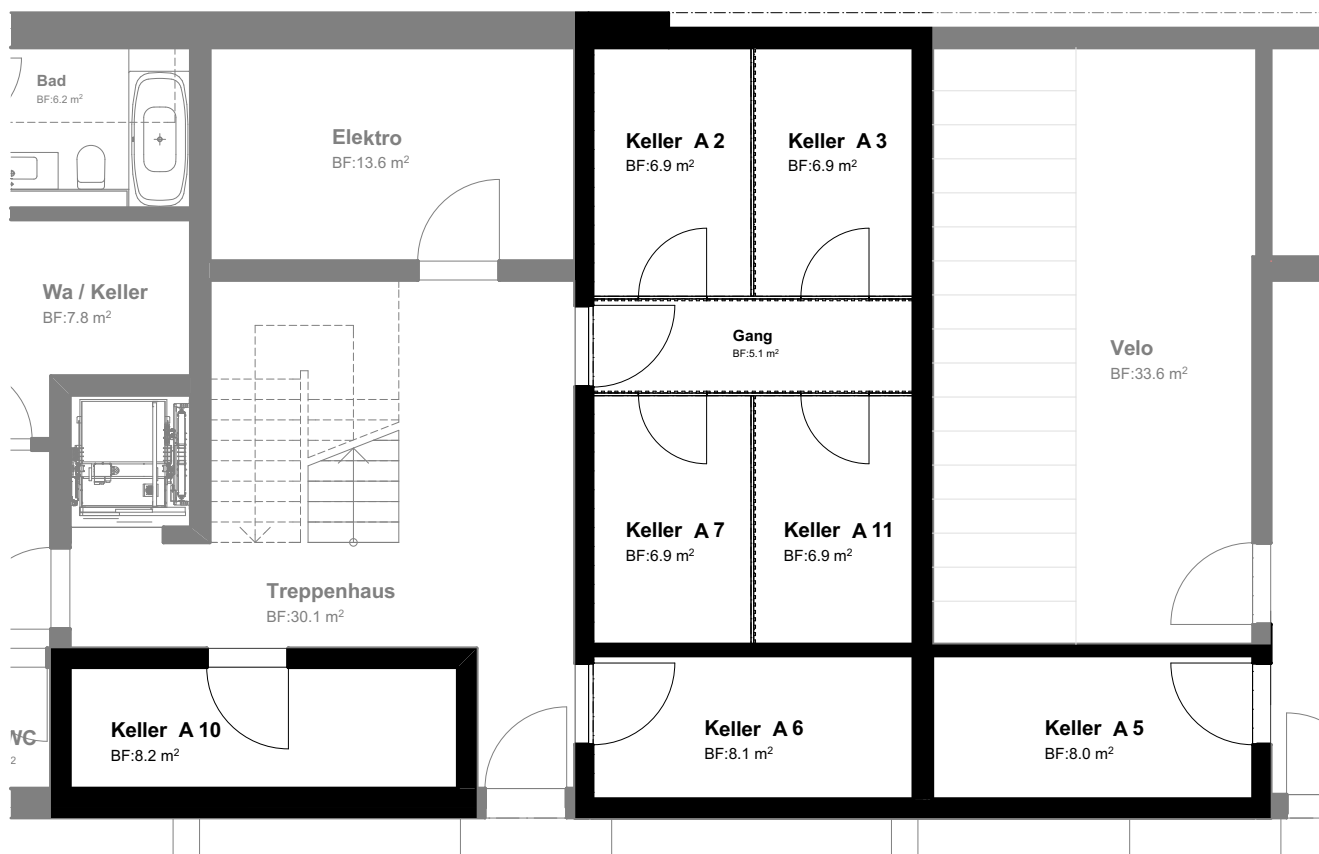 Bad
BF:6.2 m²
Elektro
BF:13.6 m²
Keller A 2
BF:6.9 m²
Keller A 3
BF:6.9 m²
Wa / Keller
BF:7.8 m²
Gang
BF:5.1 m²
Velo
BF:33.6 m²
Keller A 7
BF:6.9 m²
Keller A 11
BF:6.9 m²
Treppenhaus
BF:30.1 m²
WC
2
Keller A 10
BF:8.2 m²
Keller A 6
BF:8.1 m²
Keller A 5
BF:8.0 m²